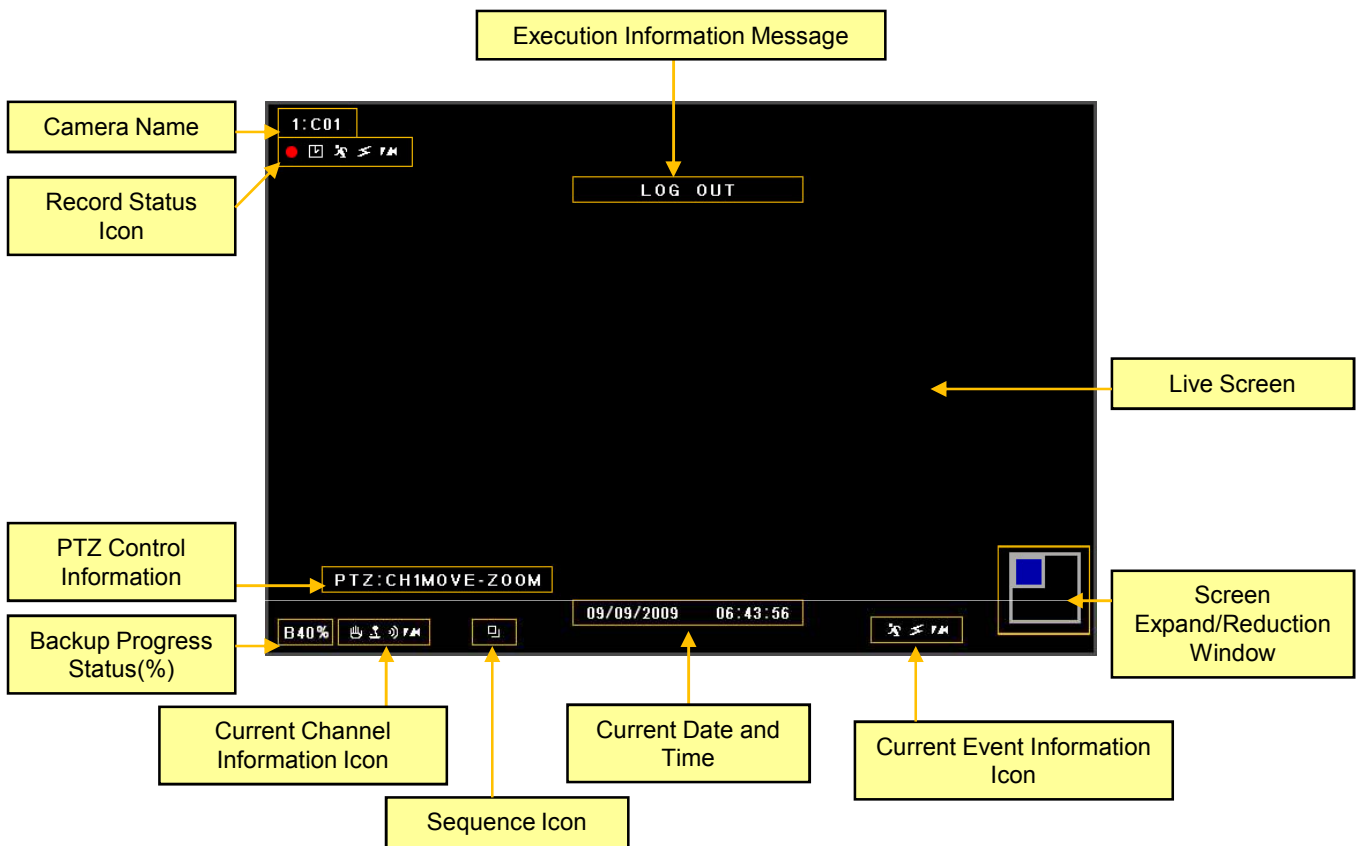 Execution Information Message
Camera Name
1:C01
Record Status
Icon
LOG OUT
Live Screen
PTZ Control
Information
PTZ:CH1MOVE-ZOOM
Screen
Expand/Reduction
Window
09/09/2009 06:43:56
Backup Progress
Status(%)
B40%
Current Channel
Information Icon
Current Date and
Time
Current Event Information
Icon
Sequence Icon